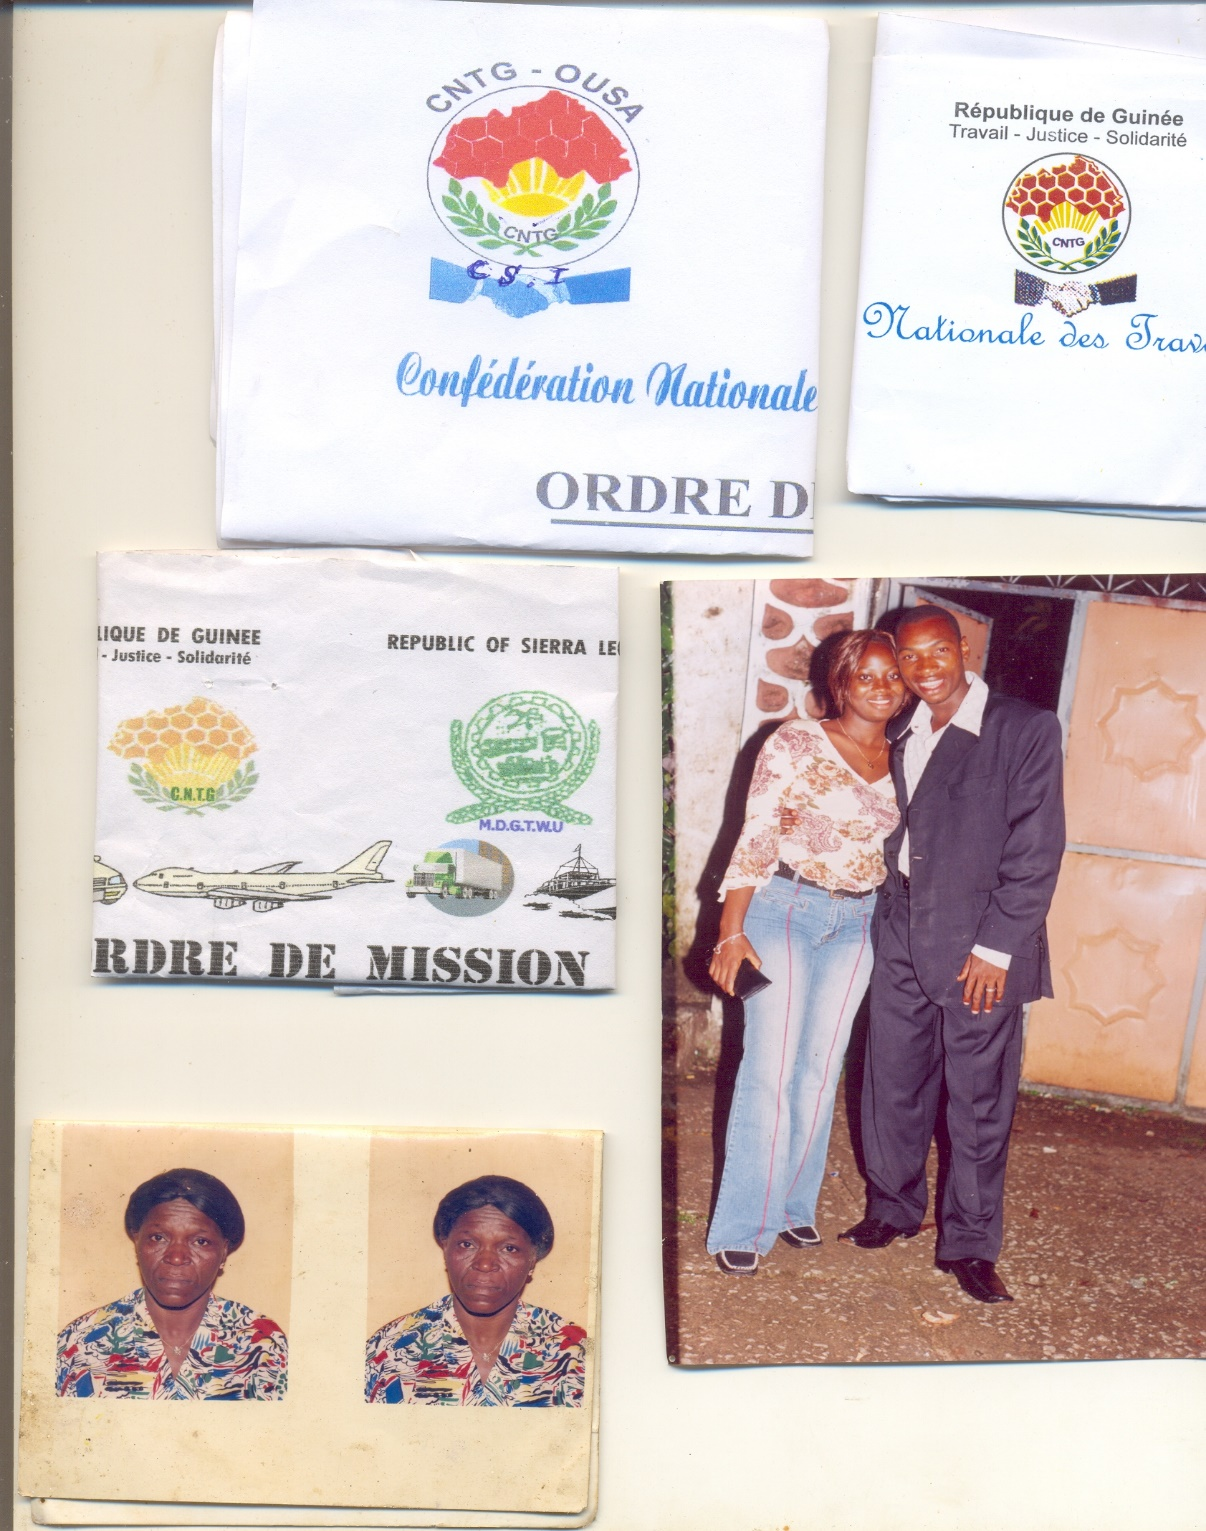 CNTG - OUSA
CNTG
CS.I
Confédération Nationale
ORDRE D
République de Guinée
Travail - Justice - Solidarité
CNTG
Nationale des Trav
LIQUE DE GUINEE
- Justice - Solidarité
REPUBLIC OF SIERRA LE
C.N.T.G
M.D.G.T.W.U
RDRE DE MISSION